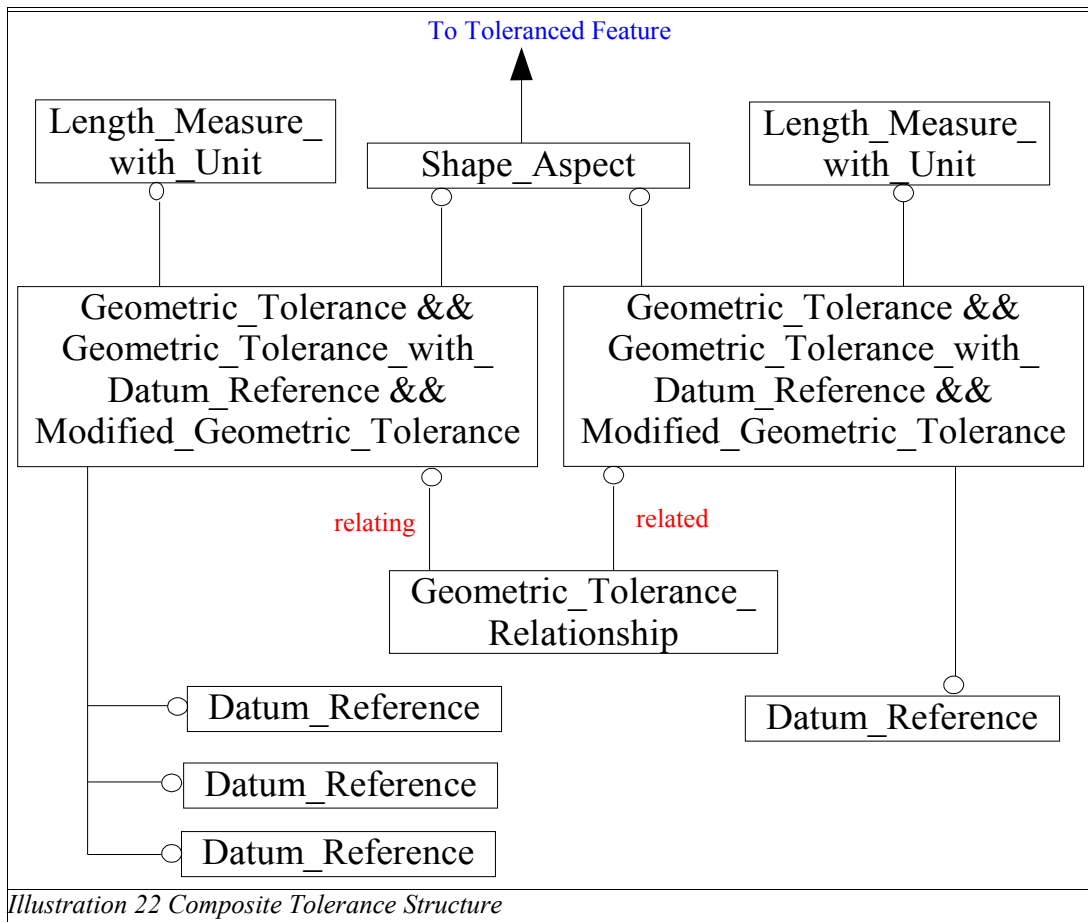 To Toleranced Feature
Length_Measure_
with_Unit
Shape_Aspect
Length_Measure_
with_Unit
Geometric_Tolerance &&
Geometric_Tolerance_with_
Datum_Reference &&
Modified_Geometric_Tolerance
Geometric_Tolerance &&
Geometric_Tolerance_with_
Datum_Reference &&
Modified_Geometric_Tolerance
relating
related
Geometric_Tolerance_
Relationship
Datum_Reference
Datum_Reference
Datum_Reference
Datum_Reference
Illustration 22 Composite Tolerance Structure